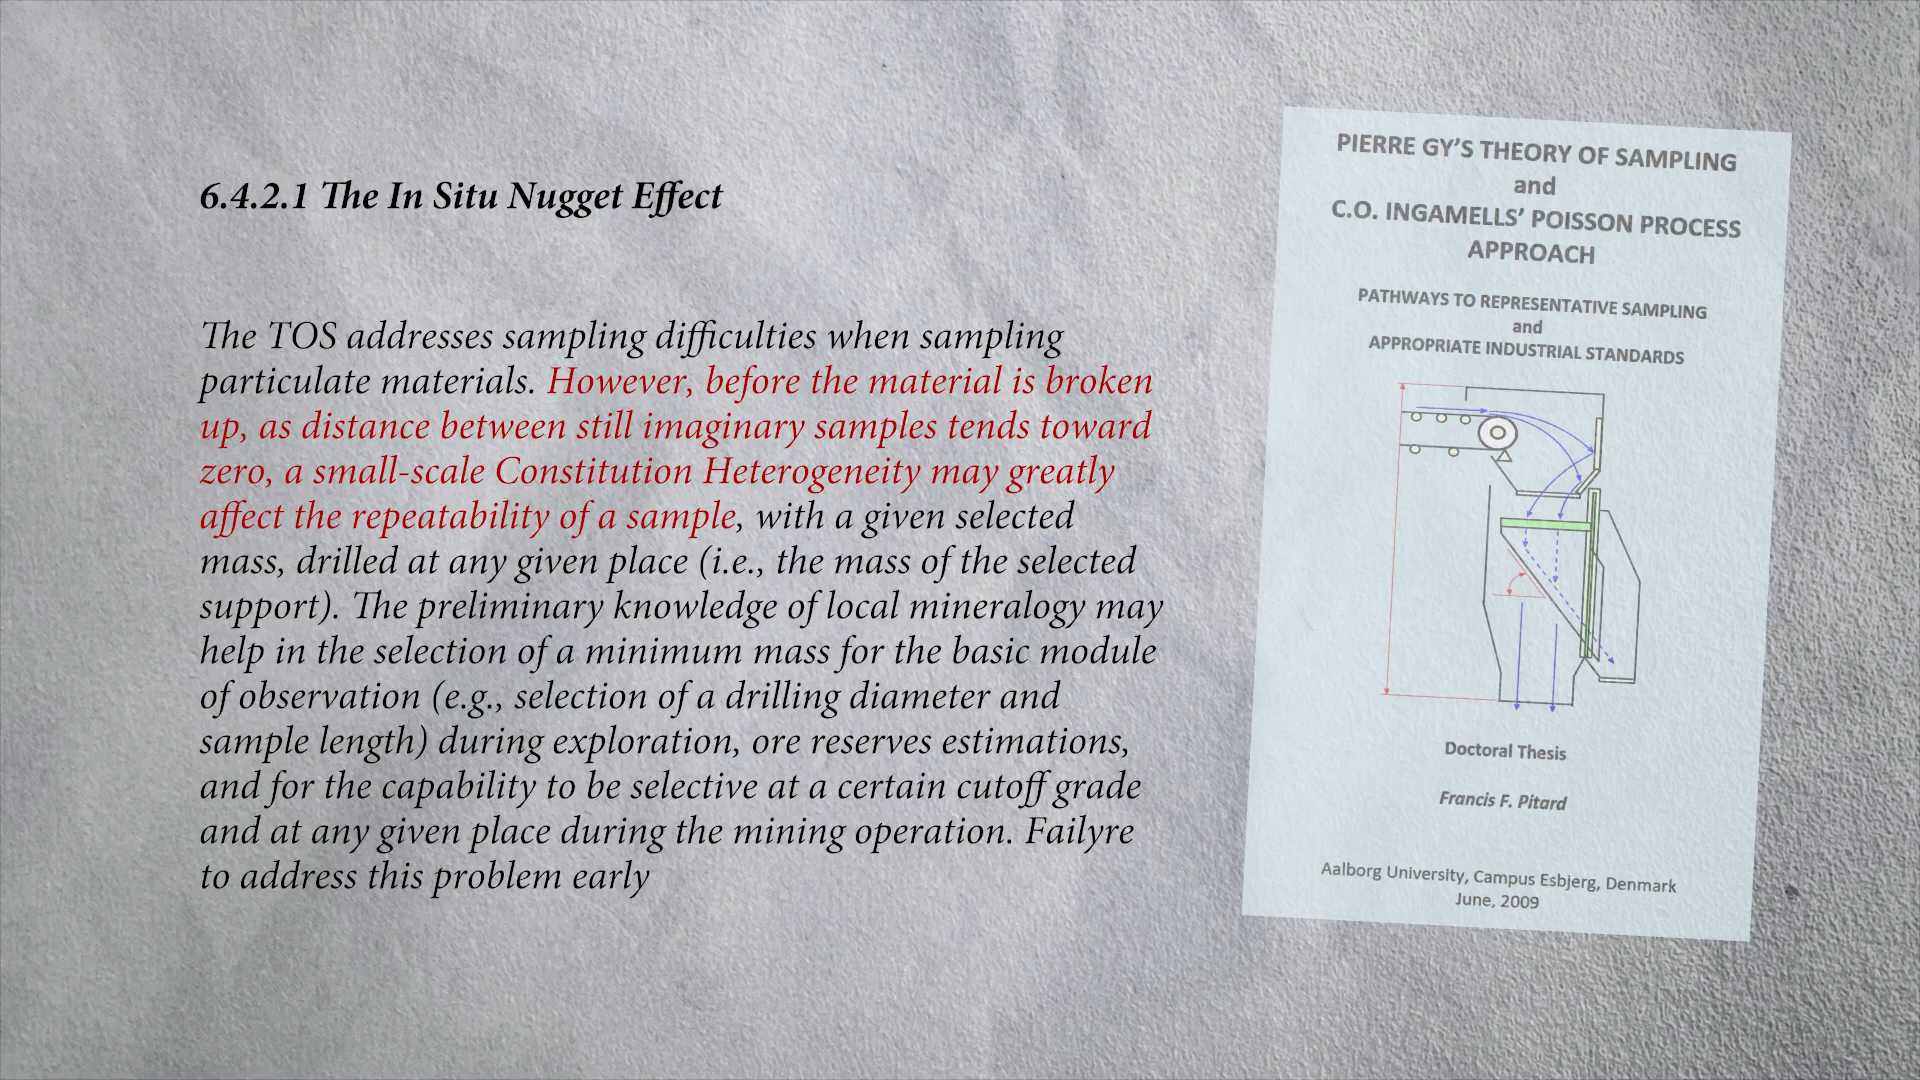 6.4.2.1 The In Situ Nugget Effect
The TOS addresses sampling difficulties when sampling
particulate materials. However, before the material is broken
up, as distance between still imaginary samples tends toward
zero, a small-scale Constitution Heterogeneity may greatly
affect the repeatability of a sample, with a given selected
mass, drilled at any given place (i.e., the mass of the selected
support). The preliminary knowledge of local mineralogy may
help in the selection of a minimum mass for the basic module
of observation (e.g., selection of a drilling diameter and
sample length) during exploration, ore reserves estimations,
and for the capability to be selective at a certain cutoff grade
and at any given place during the mining operation. Failyre
to address this problem early
PIERRE GY'S THEORY OF SAMPLING
and
C.O. INGAMELLS' POISSON PROCESS
APPROACH
PATHWAYS TO REPRESENTATIVE SAMPLING
and
APPROPRIATE INDUSTRIAL STANDARDS
Doctoral Thesis
Francis F. Pitard
Aalborg University, Campus Esbjerg, Denmark
June, 2009